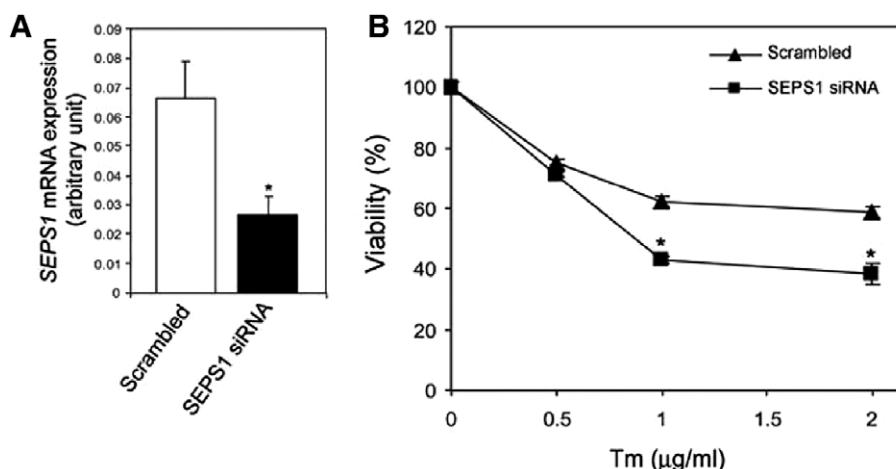 A
SEPS1 mRNA expression
(arbitrary unit)
0.09
0.08
0.07
0.06
0.05
0.04
0.03
0.02
0.01
0
*
Scrambled
SEPS1 siRNA
B
Viability (%)
120
100
80
60
40
20
0
Scrambled
SEPS1 siRNA
*
*
0 0.5 1 1.5 2
Tm (μg/ml)